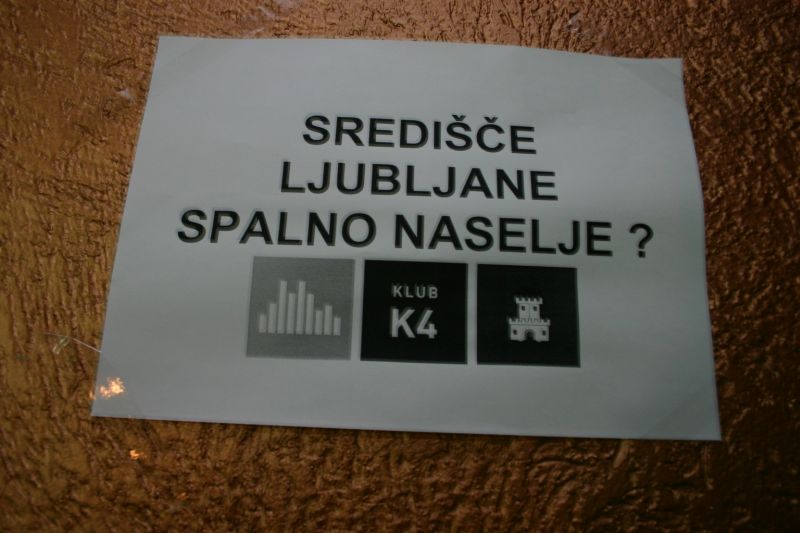 SREDIŠČE
LJUBLJANE
SPALNO NASELJE ?
KLUB
K4